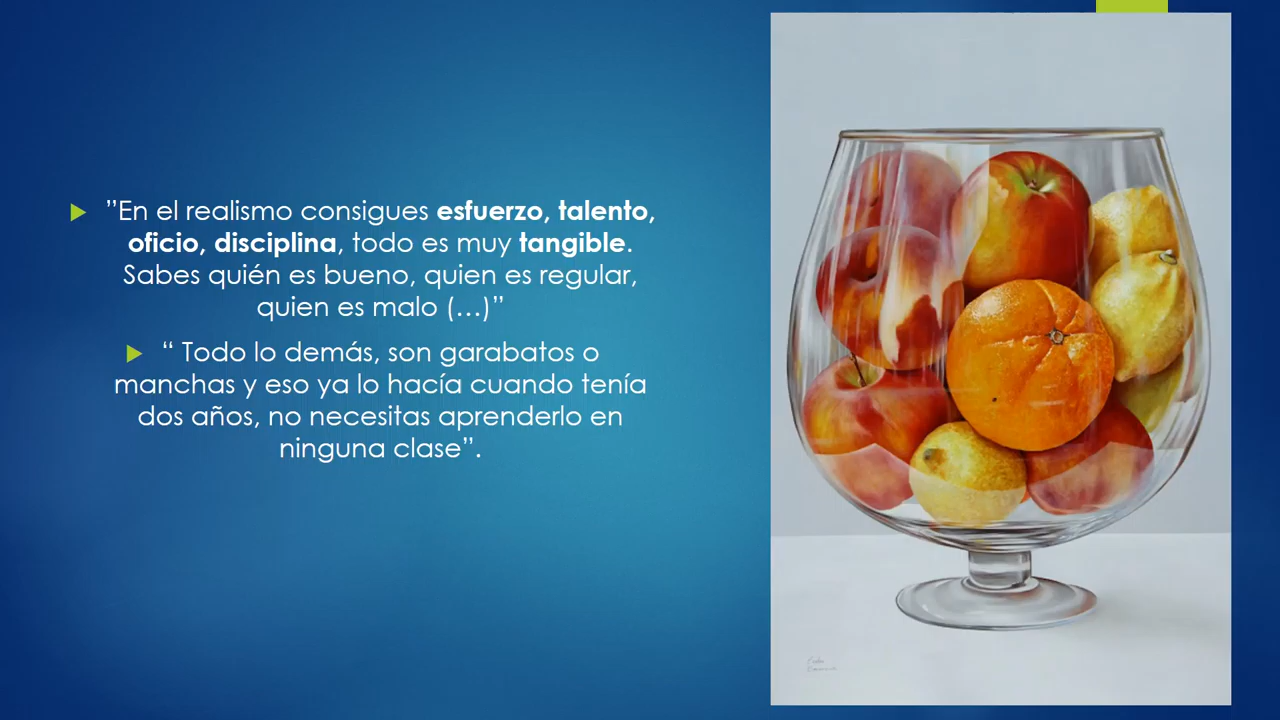 ”En el realismo consigues esfuerzo, talento,
oficio, disciplina, todo es muy tangible.
Sabes quién es bueno, quien es regular,
quien es malo (…)”
“ Todo lo demás, son garabatos o
manchas y eso ya lo hacía cuando tenía
dos años, no necesitas aprenderlo en
ninguna clase”.